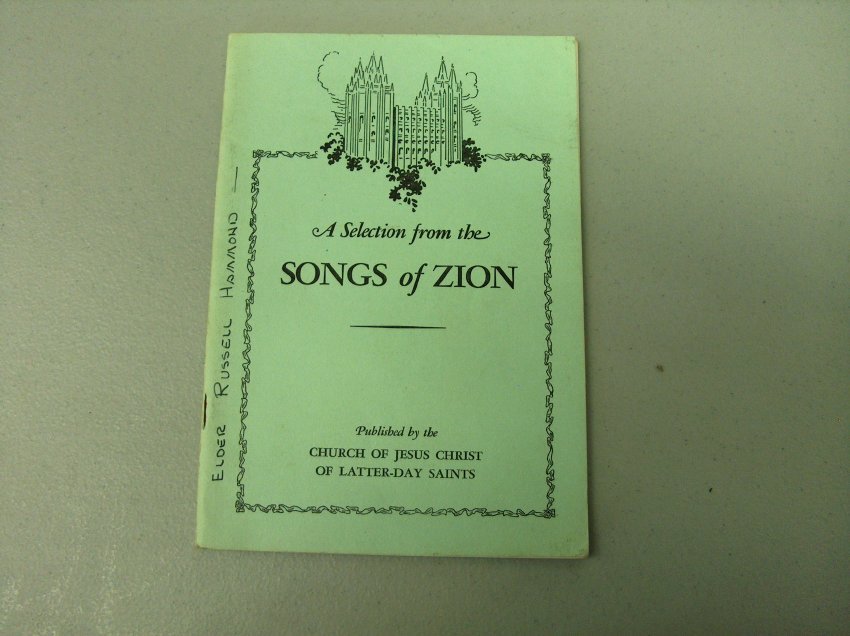 A Selection from the
SONGS of ZION
Published by the
CHURCH OF JESUS CHRIST
OF LATTER-DAY SAINTS
ELDER RUSSELL HAMMOND —